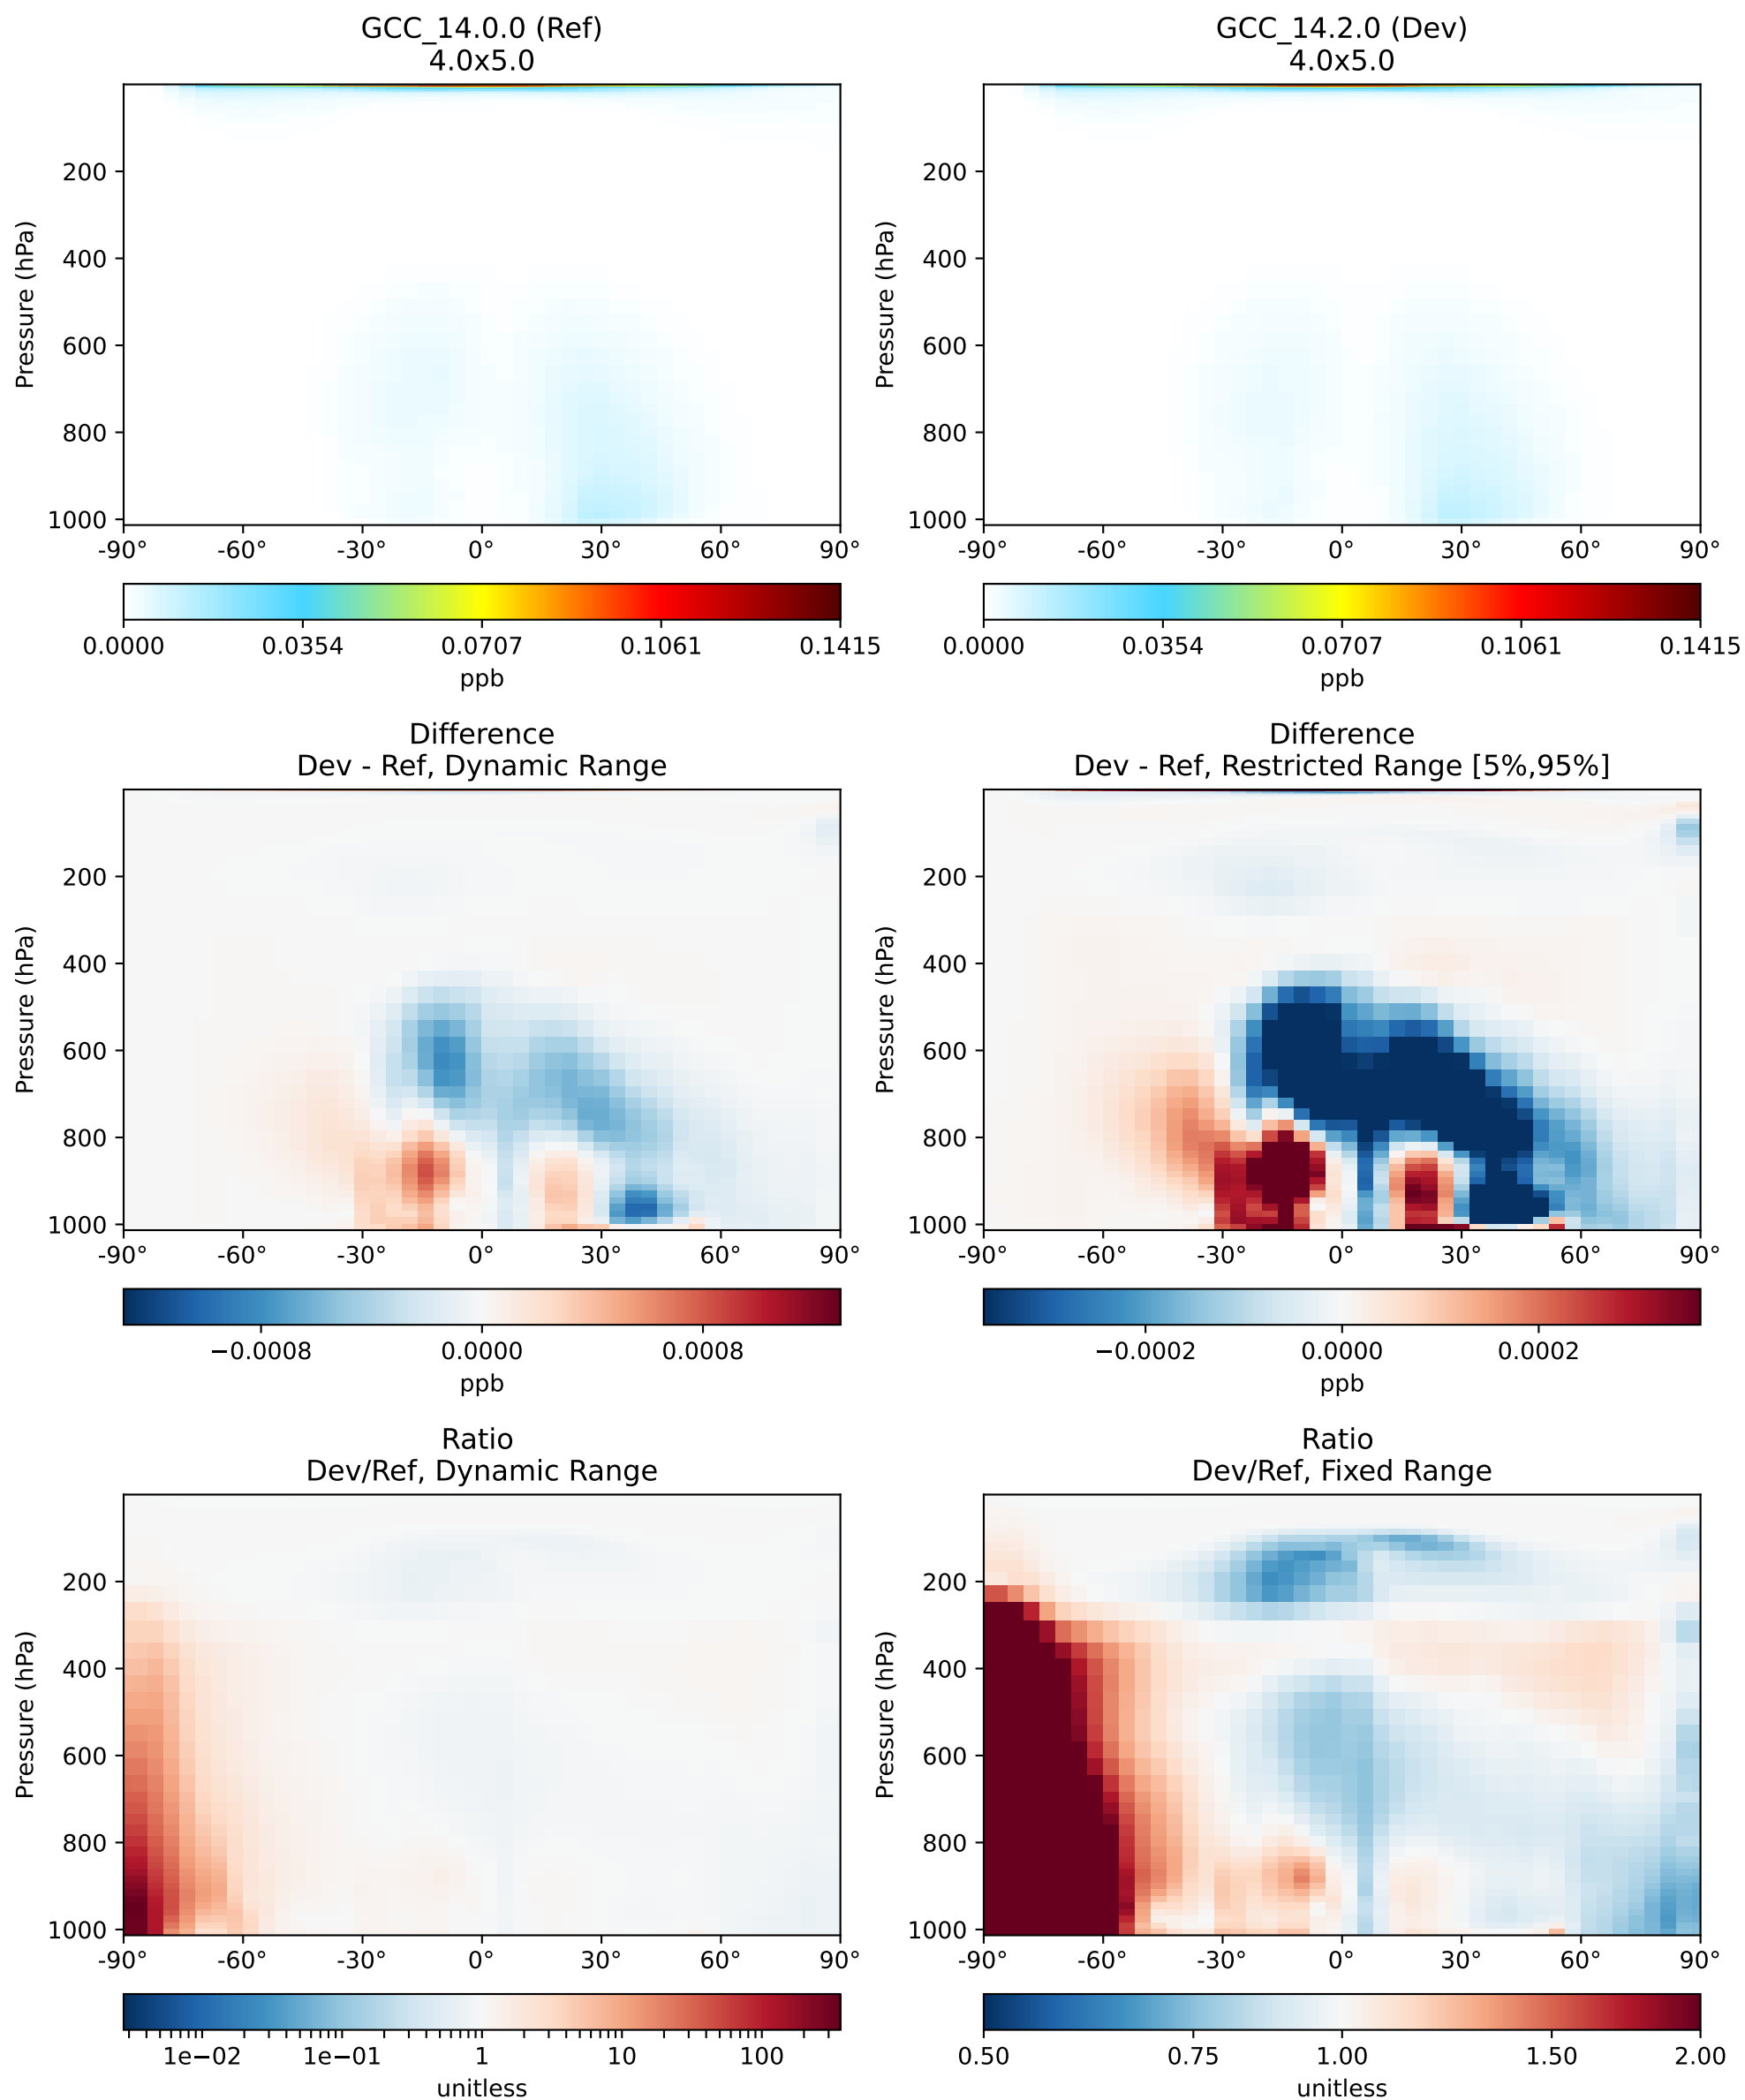 GCC_14.0.0 (Ref)
4.0x5.0
Pressure (hPa)
200
400
600
800
1000
-90° -60° -30° 0° 30° 60° 90°
0.0000 0.0354 0.0707 0.1061 0.1415
ppb
GCC_14.2.0 (Dev)
4.0x5.0
Pressure (hPa)
200
400
600
800
1000
-90° -60° -30° 0° 30° 60° 90°
0.0000 0.0354 0.0707 0.1061 0.1415
ppb
Difference
Dev - Ref, Dynamic Range
Pressure (hPa)
200
400
600
800
1000
-90° -60° -30° 0° 30° 60° 90°
−0.0008 0.0000 0.0008
ppb
Difference
Dev - Ref, Restricted Range [5%,95%]
Pressure (hPa)
200
400
600
800
1000
-90° -60° -30° 0° 30° 60° 90°
−0.0002 0.0000 0.0002
ppb
Ratio
Dev/Ref, Dynamic Range
Pressure (hPa)
200
400
600
800
1000
-90° -60° -30° 0° 30° 60° 90°
1e−02 1e−01 1 10 100
unitless
Ratio
Dev/Ref, Fixed Range
Pressure (hPa)
200
400
600
800
1000
-90° -60° -30° 0° 30° 60° 90°
0.50 0.75 1.00 1.50 2.00
unitless